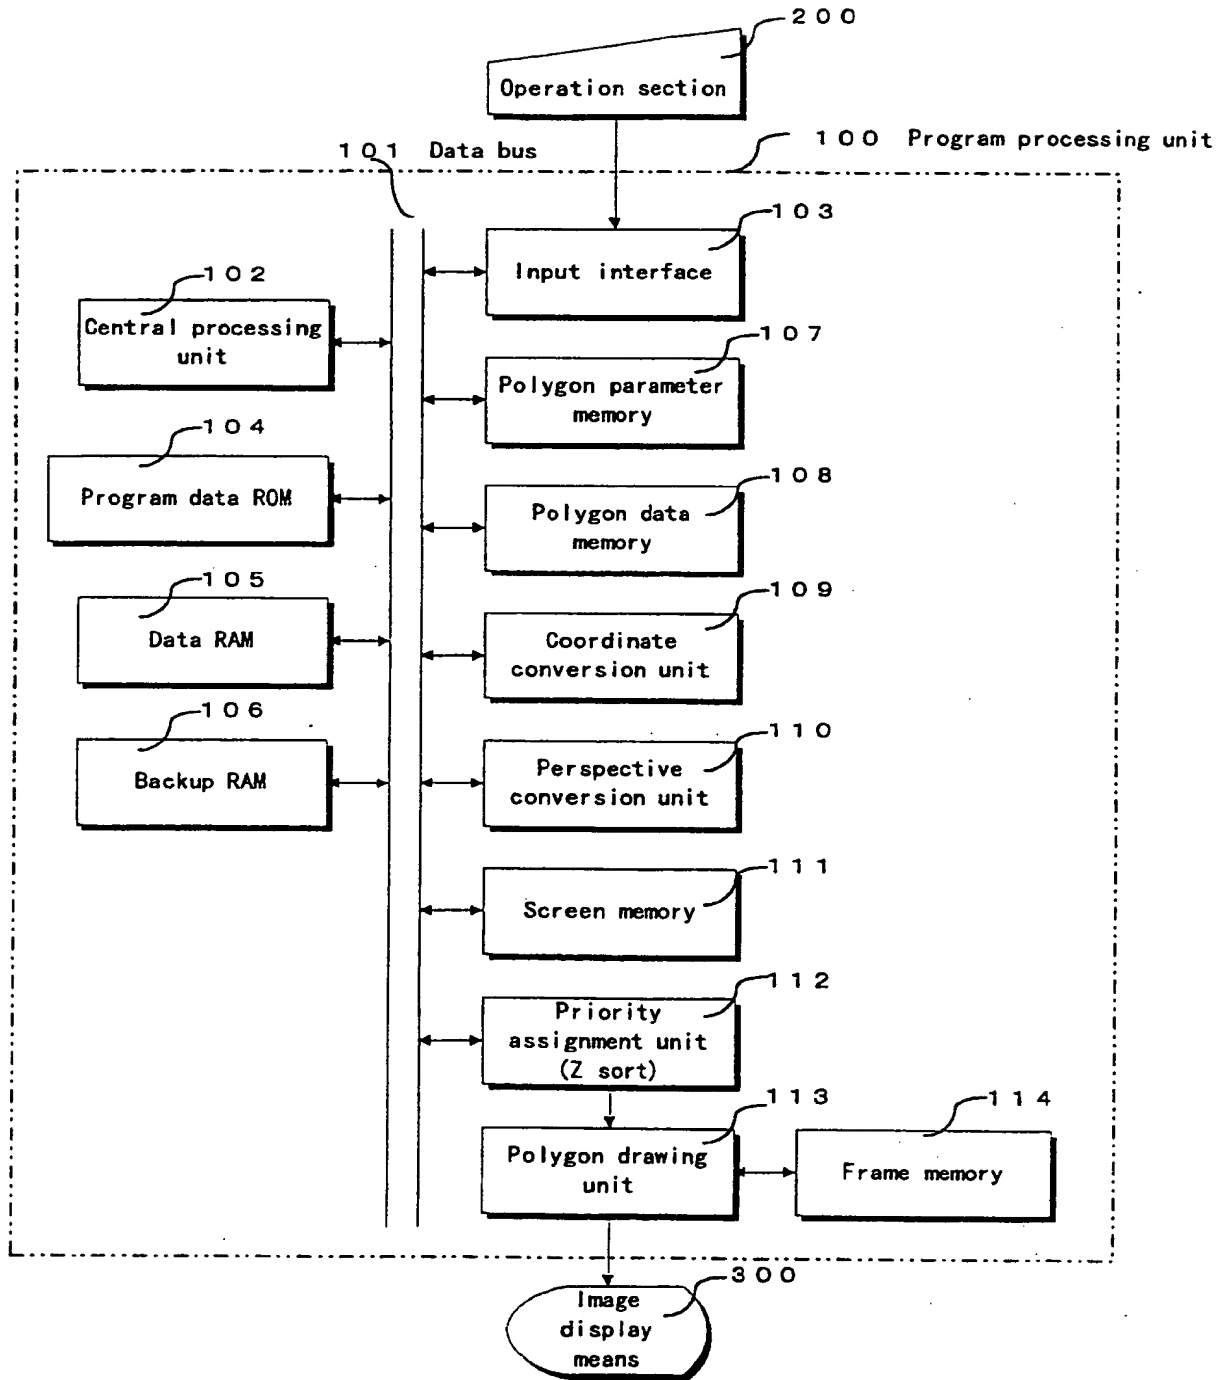 200
Operation section
101 Data bus
100 Program processing unit
103
Input interface
102
Central processing
unit
107
Polygon parameter
memory
104
Program data ROM
108
Polygon data
memory
105
Data RAM
109
Coordinate
conversion unit
106
Backup RAM
110
Perspective
conversion unit
111
Screen memory
112
Priority
assignment unit
(Z sort)
113
Polygon drawing
unit
114
Frame memory
300
Image
display
means